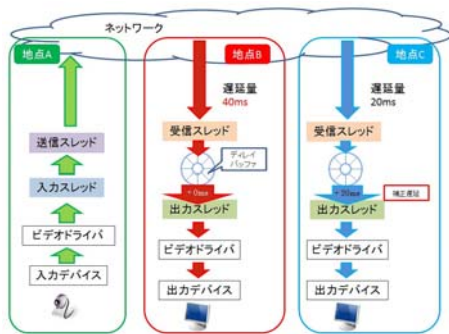 ネットワーク
地点A
送信スレッド
入力スレッド
ビデオドライバ
入力デバイス
地点B
遅延量
40ms
受信スレッド
ディレイ
バッファ
+0ms
出力スレッド
ビデオドライバ
出力デバイス
地点C
遅延量
20ms
受信スレッド
+20ms
補正遅延
出力スレッド
ビデオドライバ
出力デバイス